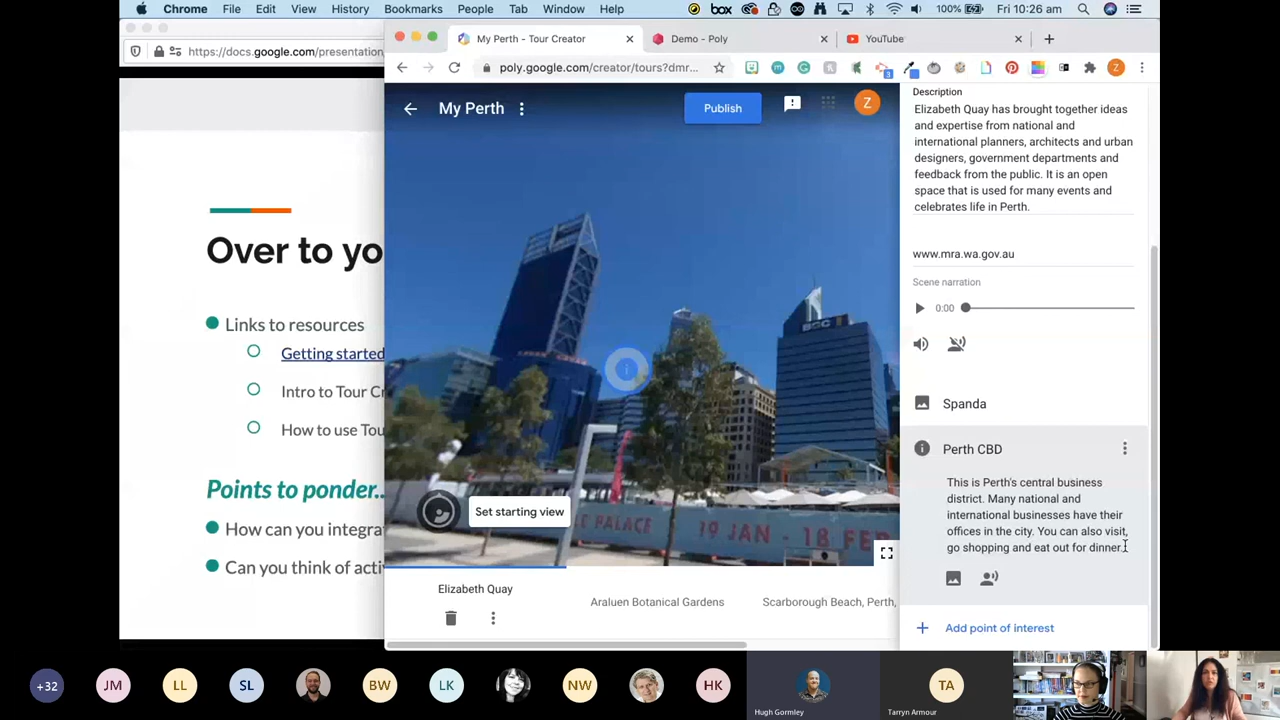 Chrome File Edit View History Bookmarks People Tab Window Help
box
100%
Fri 10:26 am
https://docs.google.com/presentation
My Perth - Tour Creator
Demo - Poly
YouTube
poly.google.com/creator/tours?dmr...
3
Z
My Perth
Publish
Z
Description
Elizabeth Quay has brought together ideas
and expertise from national and
international planners, architects and urban
designers, government departments and
feedback from the public. It is an open
space that is used for many events and
celebrates life in Perth.
www.mra.wa.gov.au
Scene narration
0:00
Spanda
Perth CBD
This is Perth's central business
district. Many national and
international businesses have their
offices in the city. You can also visit,
go shopping and eat out for dinner.
Add point of interest
Over to yo
Links to resources
Getting started
Intro to Tour Cr
How to use Tou
Points to ponder..
How can you integra
Can you think of acti
i
PALACE
19 JAN - 18 FEB
Set starting view
Elizabeth Quay
Araluen Botanical Gardens
Scarborough Beach, Perth,
+32
JM
LL
SL
BW
LK
NW
HK
Hugh Gormley
TA
Tarryn Armour